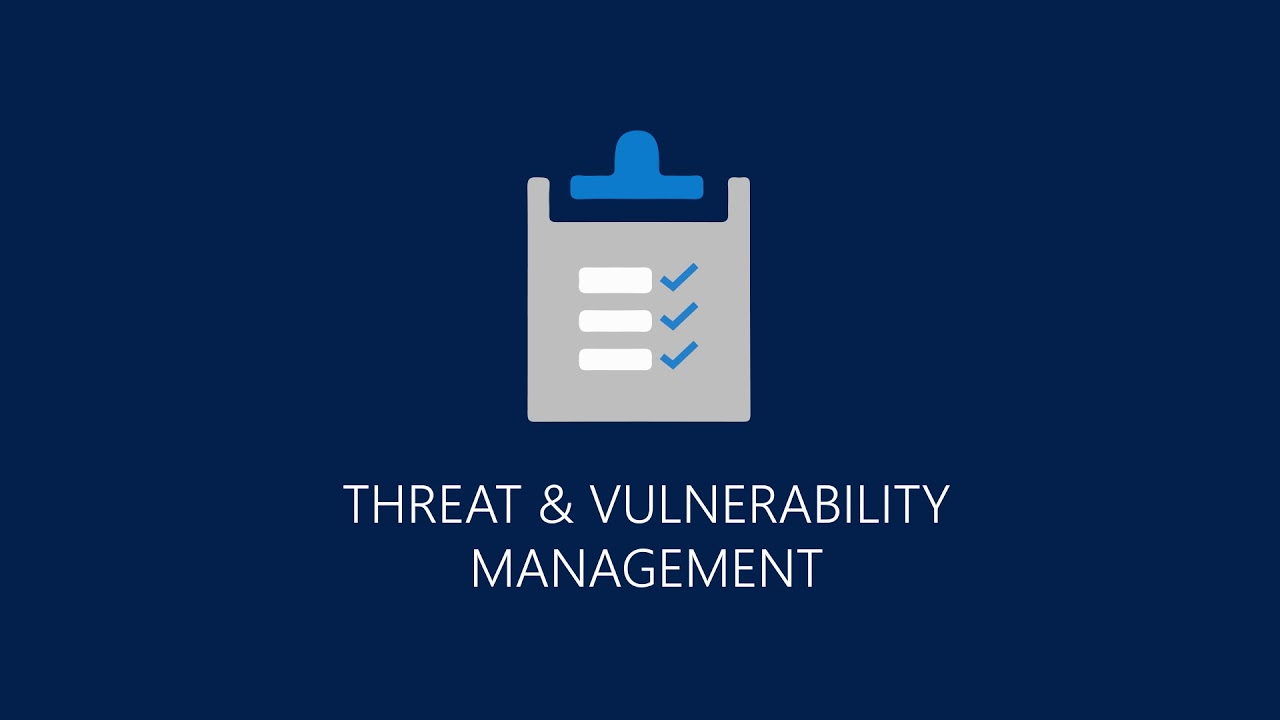 THREAT & VULNERABILITY
MANAGEMENT